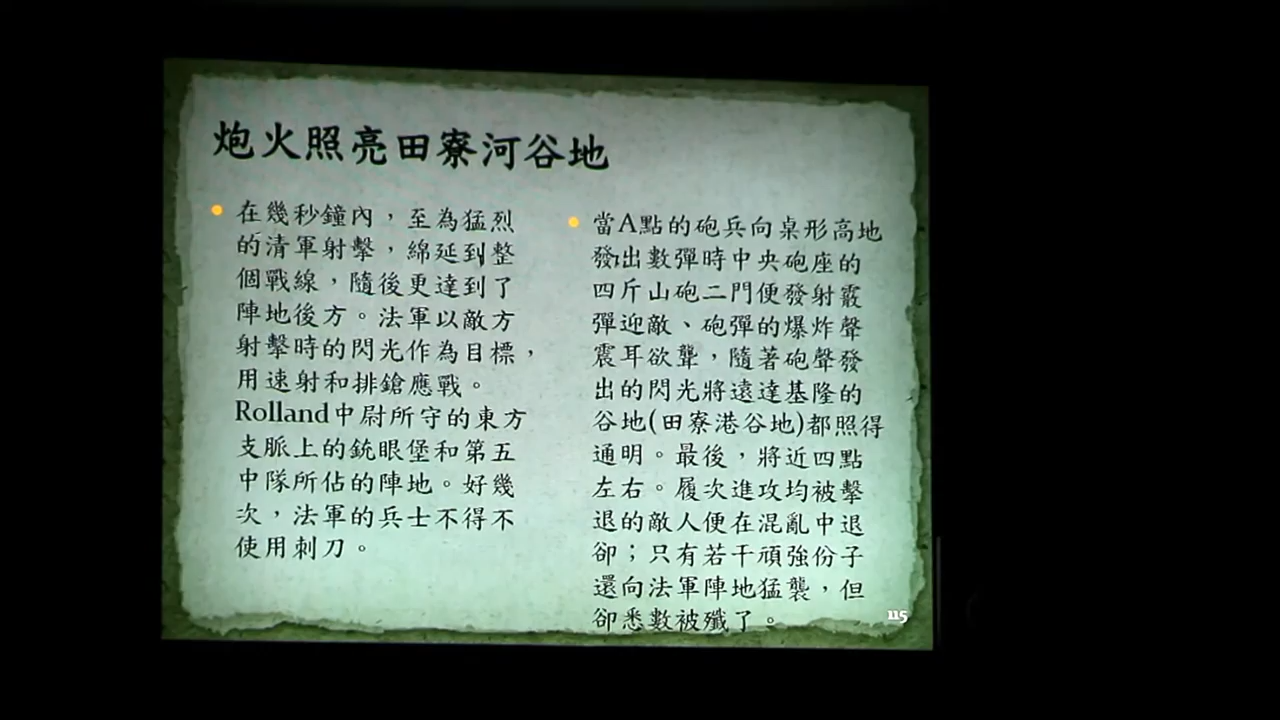 炮火照亮田寮河谷地
在幾秒鐘內，至為猛烈
的清軍射擊，綿延到整
個戰線，隨後更達到了
陣地後方。法軍以敵方
射擊時的閃光作為目標，
用速射和排鎗應戰。
Rolland中尉所守的東方
支脈上的銃眼堡和第五
中隊所佔的陣地。好幾
次，法軍的兵士不得不
使用刺刀。
當A點的砲兵向桌形高地
發出數彈時中央砲座的
四斤山砲二門便發射霰
彈迎敵、砲彈的爆炸聲
震耳欲聾，隨著砲聲發
出的閃光將遠達基隆的
谷地(田寮港谷地)都照得
通明。最後，將近四點
左右。履次進攻均被擊
退的敵人便在混亂中退
卻；只有若干頑強份子
還向法軍陣地猛襲，但
卻悉數被殲了。
115